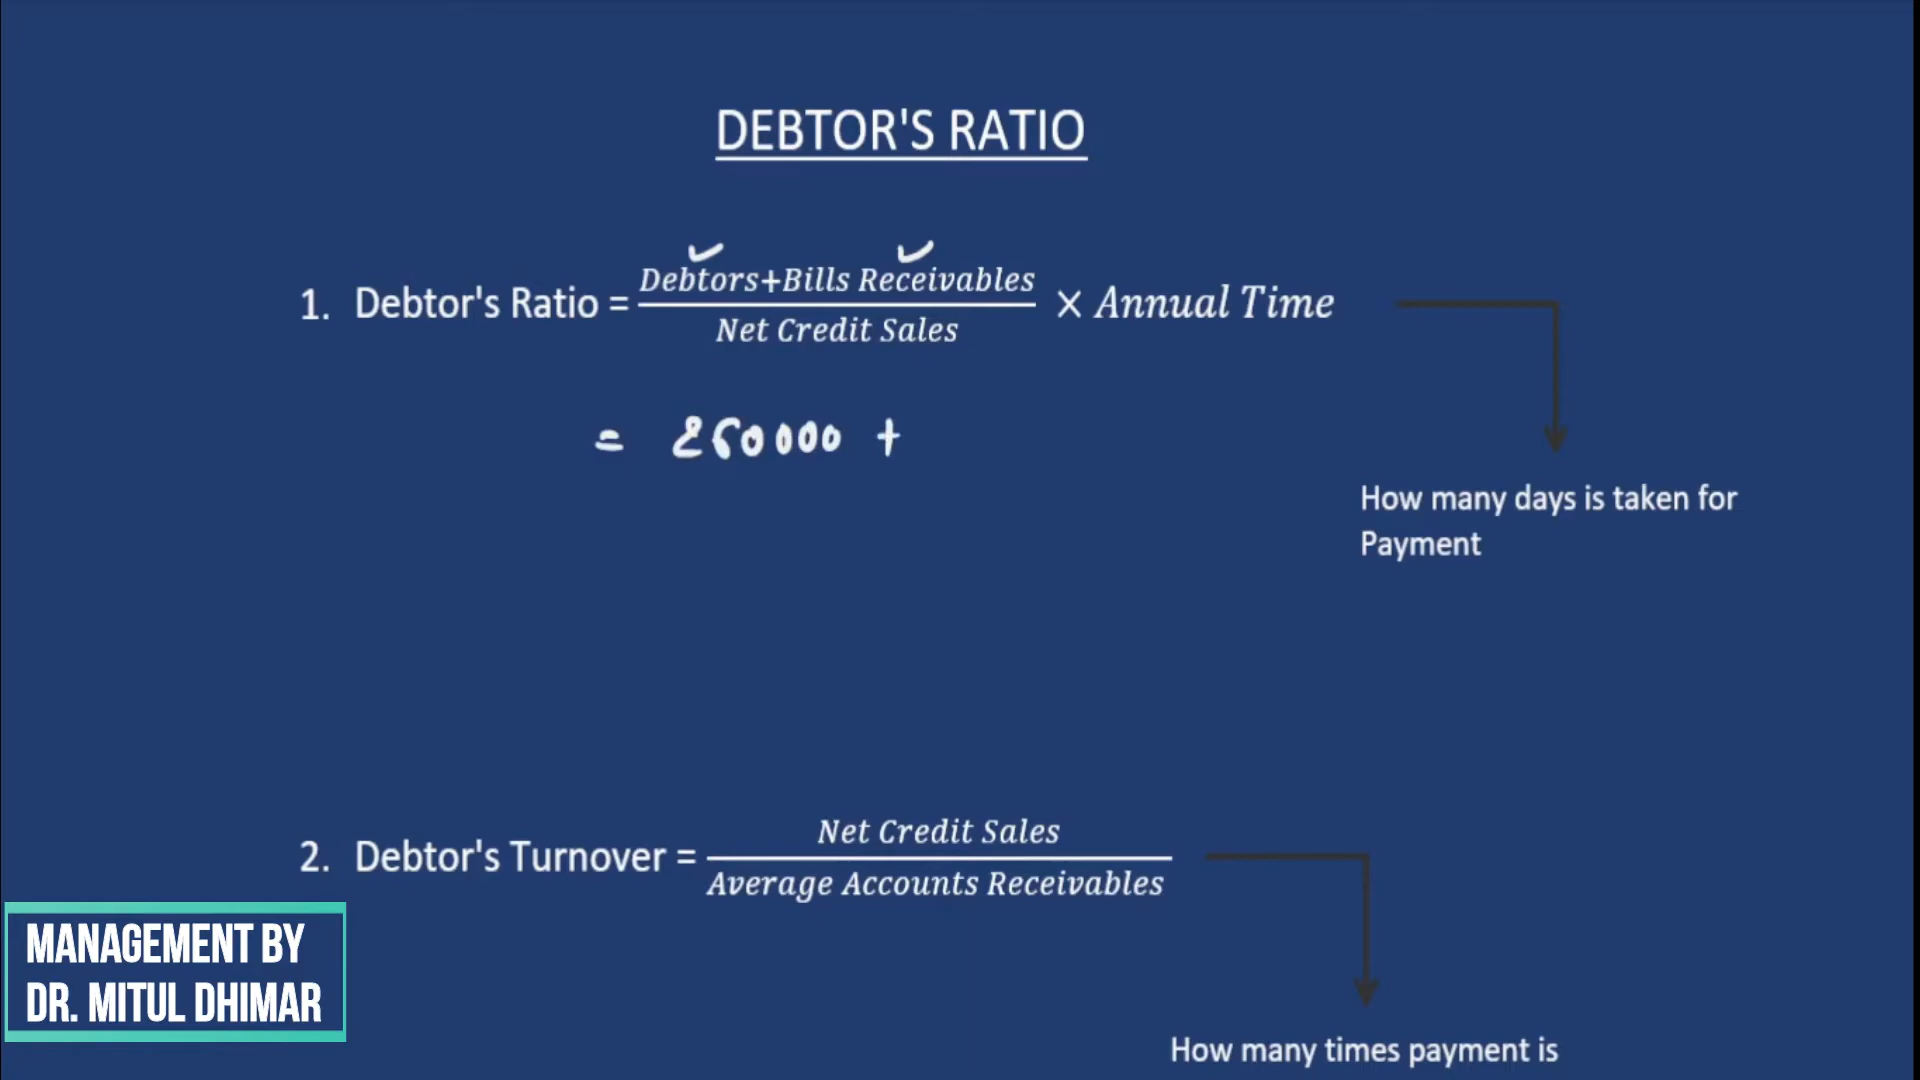 DEBTOR'S RATIO
1. Debtor's Ratio = Debtors+Bills Receivables / Net Credit Sales × Annual Time
= 250000 +
How many days is taken for
Payment
2. Debtor's Turnover = Net Credit Sales / Average Accounts Receivables
How many times payment is
MANAGEMENT BY
DR. MITUL DHIMAR